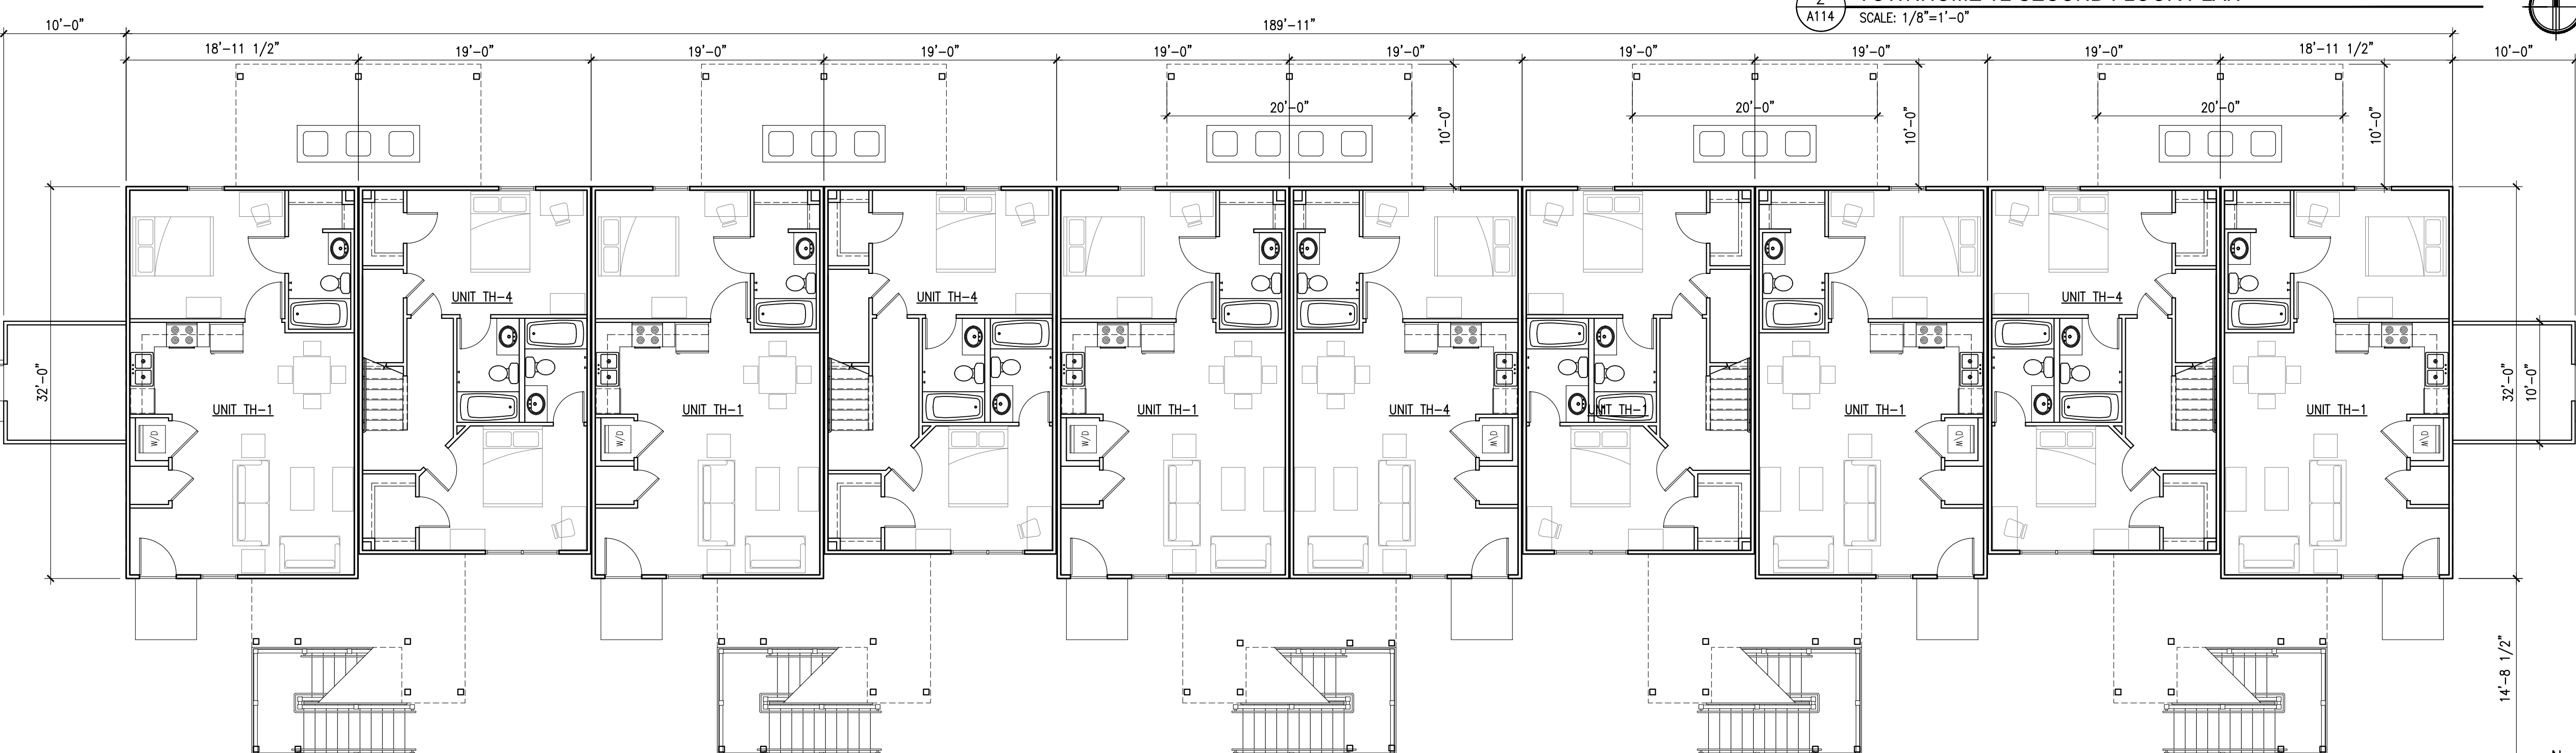 2
A114
SCALE: 1/8"=1'-0"
10'-0"
189'-11"
18'-11 1/2"
19'-0"
19'-0"
19'-0"
19'-0"
19'-0"
19'-0"
19'-0"
18'-11 1/2"
10'-0"
20'-0"
10'-0"
20'-0"
10'-0"
20'-0"
10'-0"
UNIT TH-4
UNIT TH-4
UNIT TH-4
32'-0"
UNIT TH-1
UNIT TH-1
UNIT TH-1
UNIT TH-4
UNIT TH-1
UNIT TH-1
UNIT TH-1
32'-0"
10'-0"
W/D
W/D
W/D
W/D
W/D
W/D
14'-8 1/2"
N